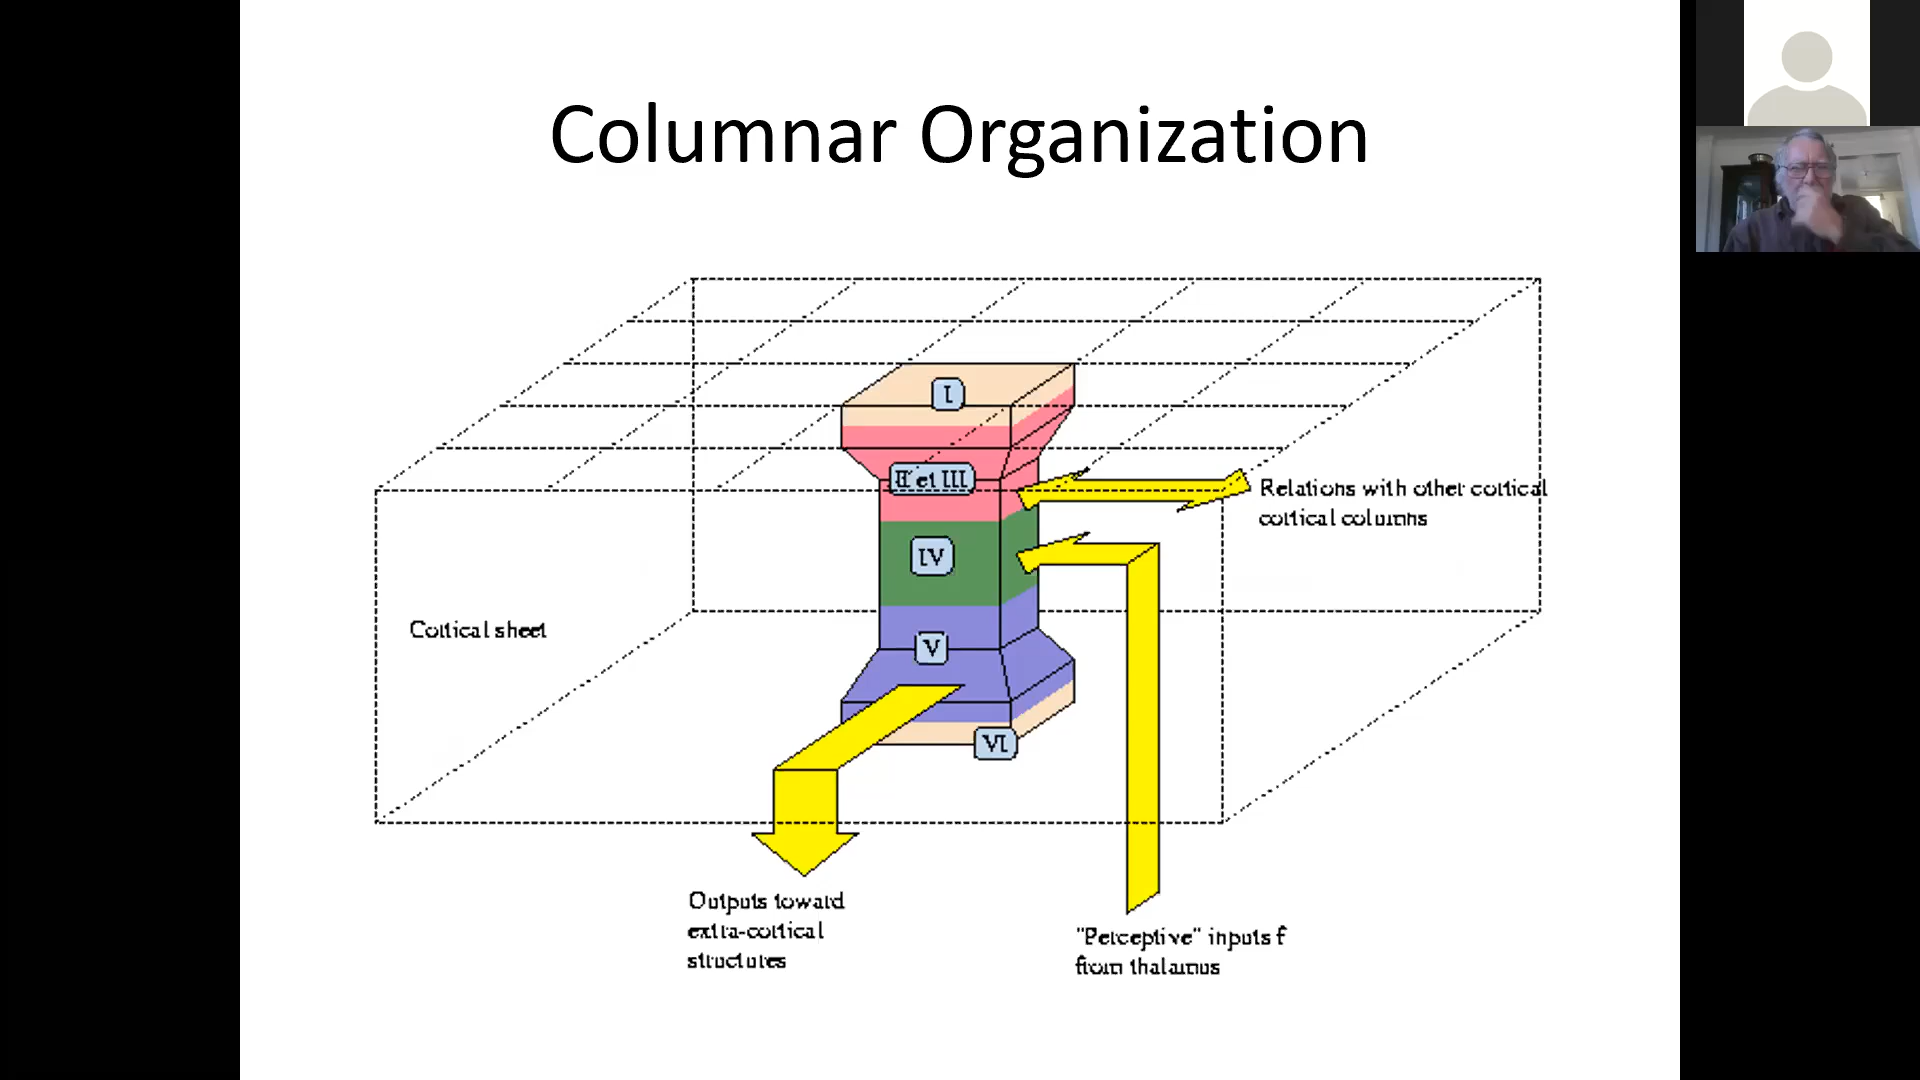 Columnar Organization
I
II et III
Relations with other cortical
cortical columns
IV
Cortical sheet
V
VI
Outputs toward
extra-cortical
structures
"Perceptive" inputs f
from thalamus